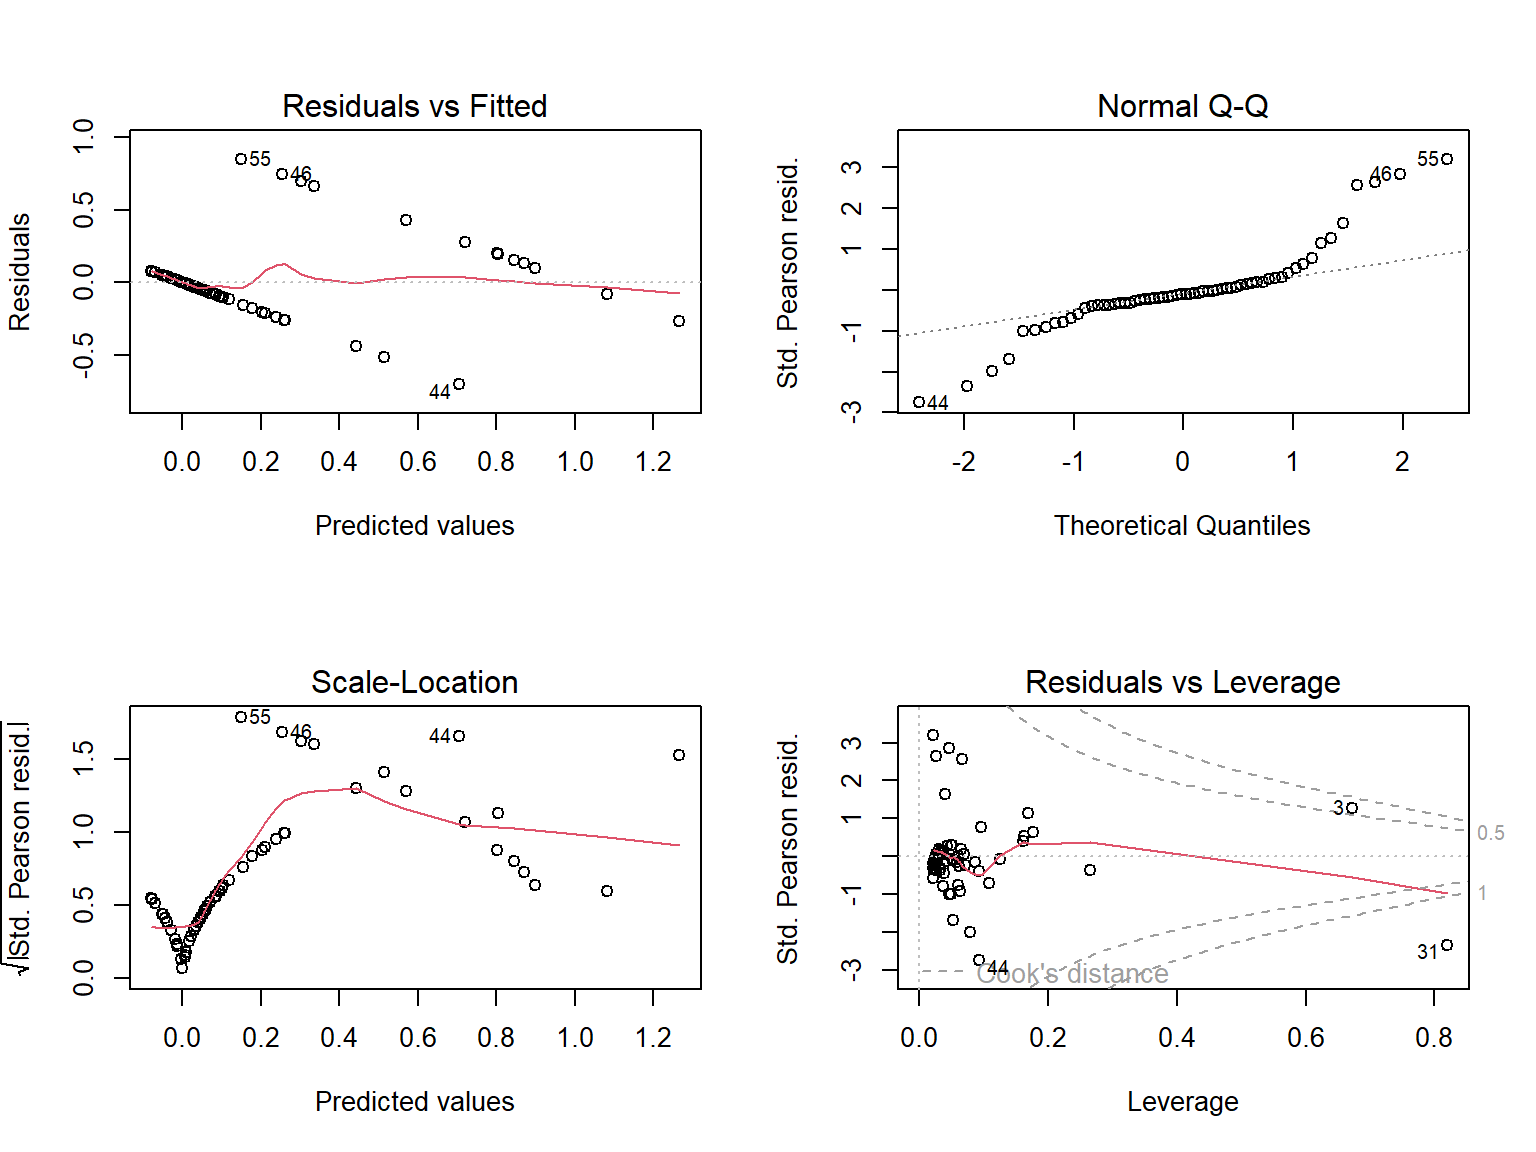 Residuals vs Fitted
Residuals
1.0
0.5
0.0
-0.5
55
46
44
0.0 0.2 0.4 0.6 0.8 1.0 1.2
Predicted values
Normal Q-Q
Std. Pearson resid.
3
2
1
-1
-3
46
55
44
-2 -1 0 1 2
Theoretical Quantiles
Scale-Location
√|Std. Pearson resid.|
1.5
1.0
0.5
0.0
55
46
44
0.0 0.2 0.4 0.6 0.8 1.0 1.2
Predicted values
Residuals vs Leverage
Std. Pearson resid.
3
2
1
-1
-3
3
0.5
1
31
44
Cook's distance
0.0 0.2 0.4 0.6 0.8
Leverage